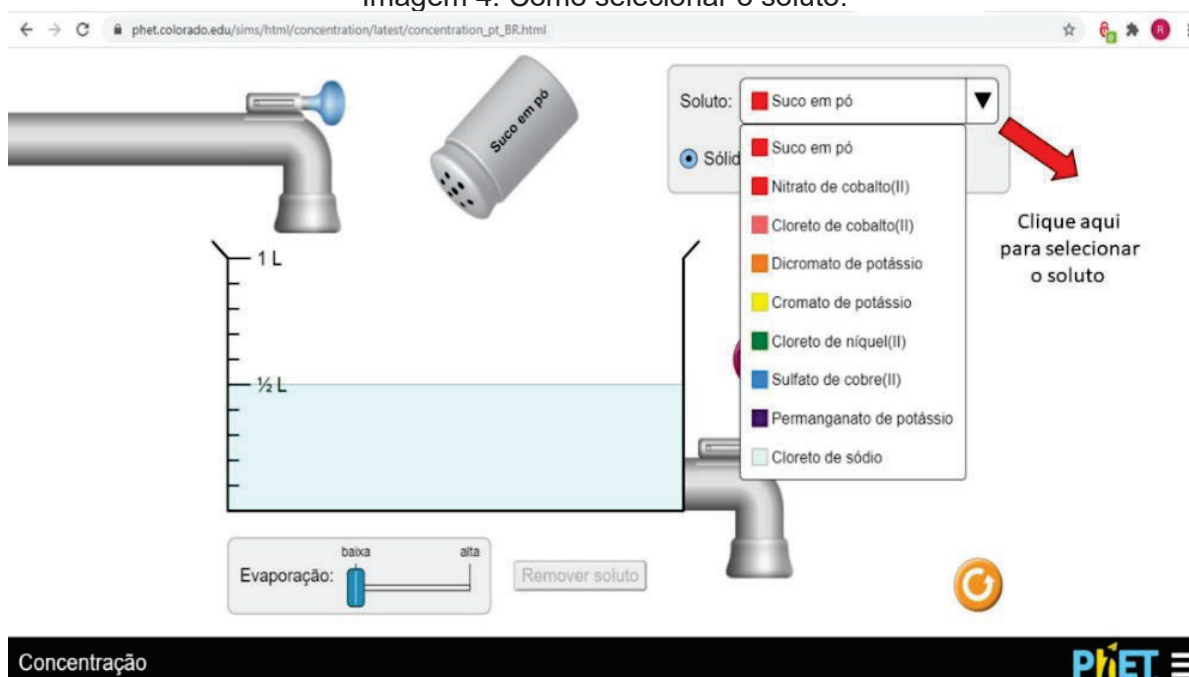 Imagem 4: Como selecionar o soluto.
phet.colorado.edu/sims/html/concentration/latest/concentration_pt_BR.html
R
Suco em pó
Soluto: Suco em pó
Sólid
Suco em pó
Nitrato de cobalto(II)
Cloreto de cobalto(II)
Dicromato de potássio
Cromato de potássio
Cloreto de níquel(II)
Sulfato de cobre(II)
Permanganato de potássio
Cloreto de sódio
Clique aqui
para selecionar
o soluto
1 L
½ L
Evaporação:
baixa
alta
Remover soluto
Concentração
PhET